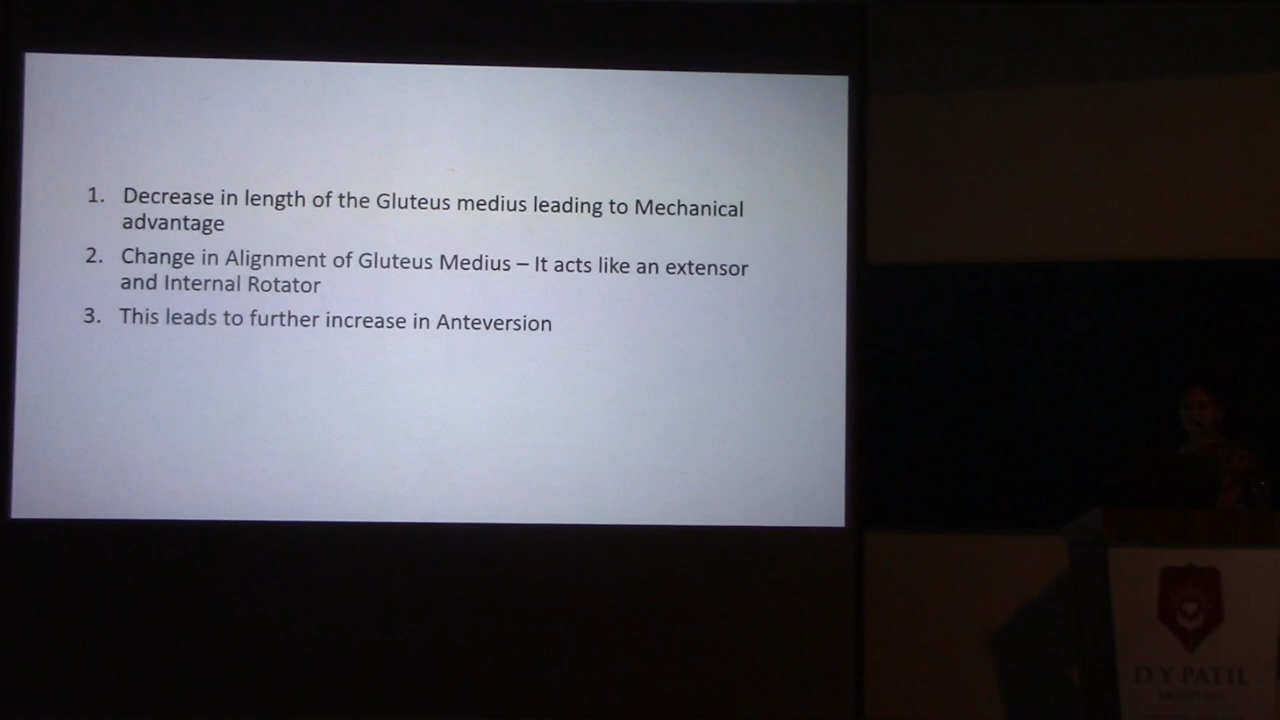 1. Decrease in length of the Gluteus medius leading to Mechanical
advantage
2. Change in Alignment of Gluteus Medius – It acts like an extensor
and Internal Rotator
3. This leads to further increase in Anteversion
D Y PATIL
HOSPITAL